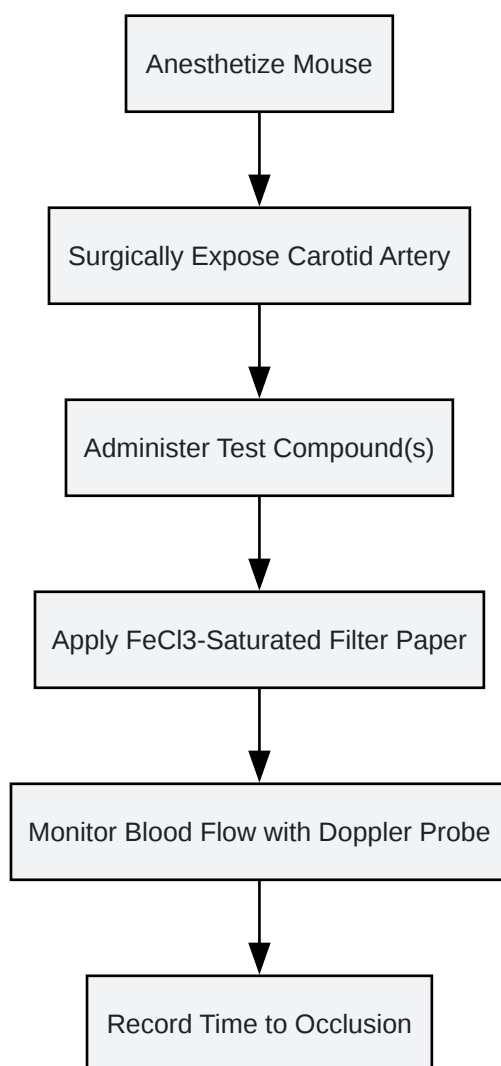 Anesthetize Mouse
Surgically Expose Carotid Artery
Administer Test Compound(s)
Apply FeCl3-Saturated Filter Paper
Monitor Blood Flow with Doppler Probe
Record Time to Occlusion